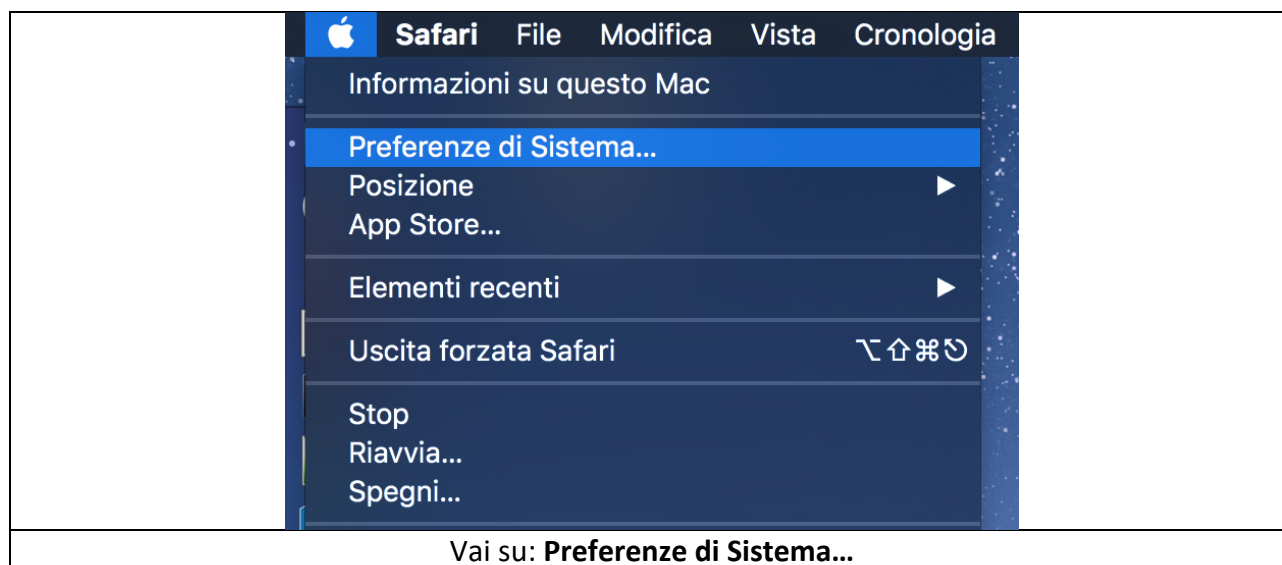 Safari File Modifica Vista Cronologia
Informazioni su questo Mac
Preferenze di Sistema...
Posizione ▶
App Store...
Elementi recenti ▶
Uscita forzata Safari ⌥⇧⌘⎋
Stop
Riavvia...
Spegni...
Vai su: Preferenze di Sistema…